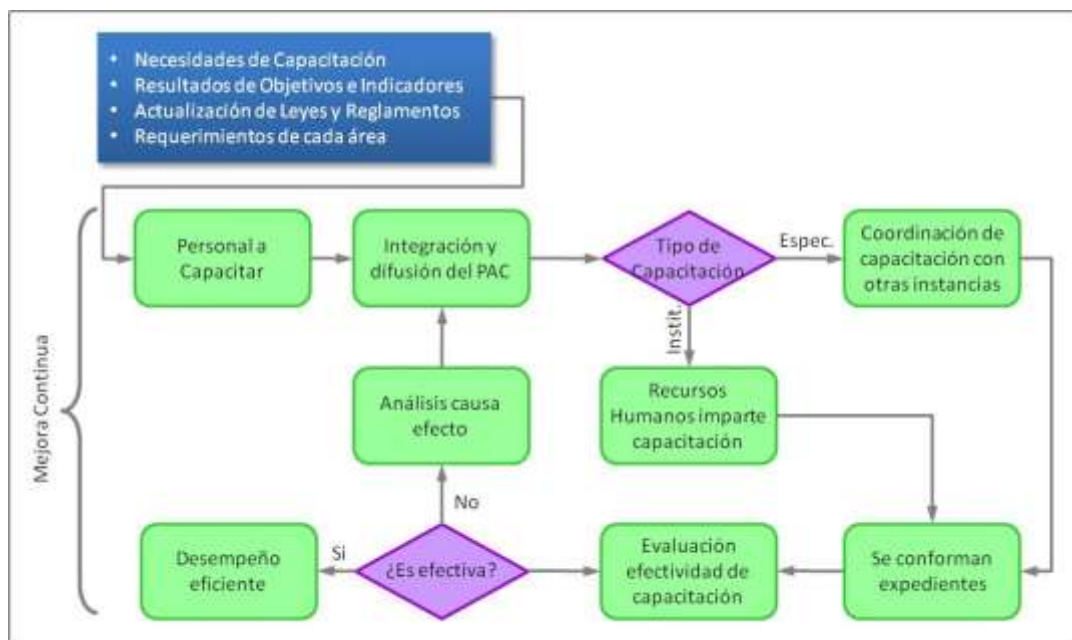 • Necesidades de Capacitación
• Resultados de Objetivos e Indicadores
• Actualización de Leyes y Reglamentos
• Requerimientos de cada área
Mejora Continua
Personal a
Capacitar
Integración y
difusión del PAC
Tipo de
Capacitación
Espec.
Coordinación de
capacitación con
otras instancias
Instit.
Análisis causa
efecto
Recursos
Humanos imparte
capacitación
No
Desempeño
eficiente
Si
¿Es efectiva?
Evaluación
efectividad de
capacitación
Se conforman
expedientes